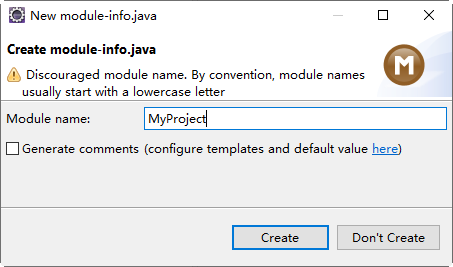 New module-info.java
Create module-info.java
Discouraged module name. By convention, module names
usually start with a lowercase letter
M
Module name: MyProject
Generate comments (configure templates and default value here)
Create Don't Create